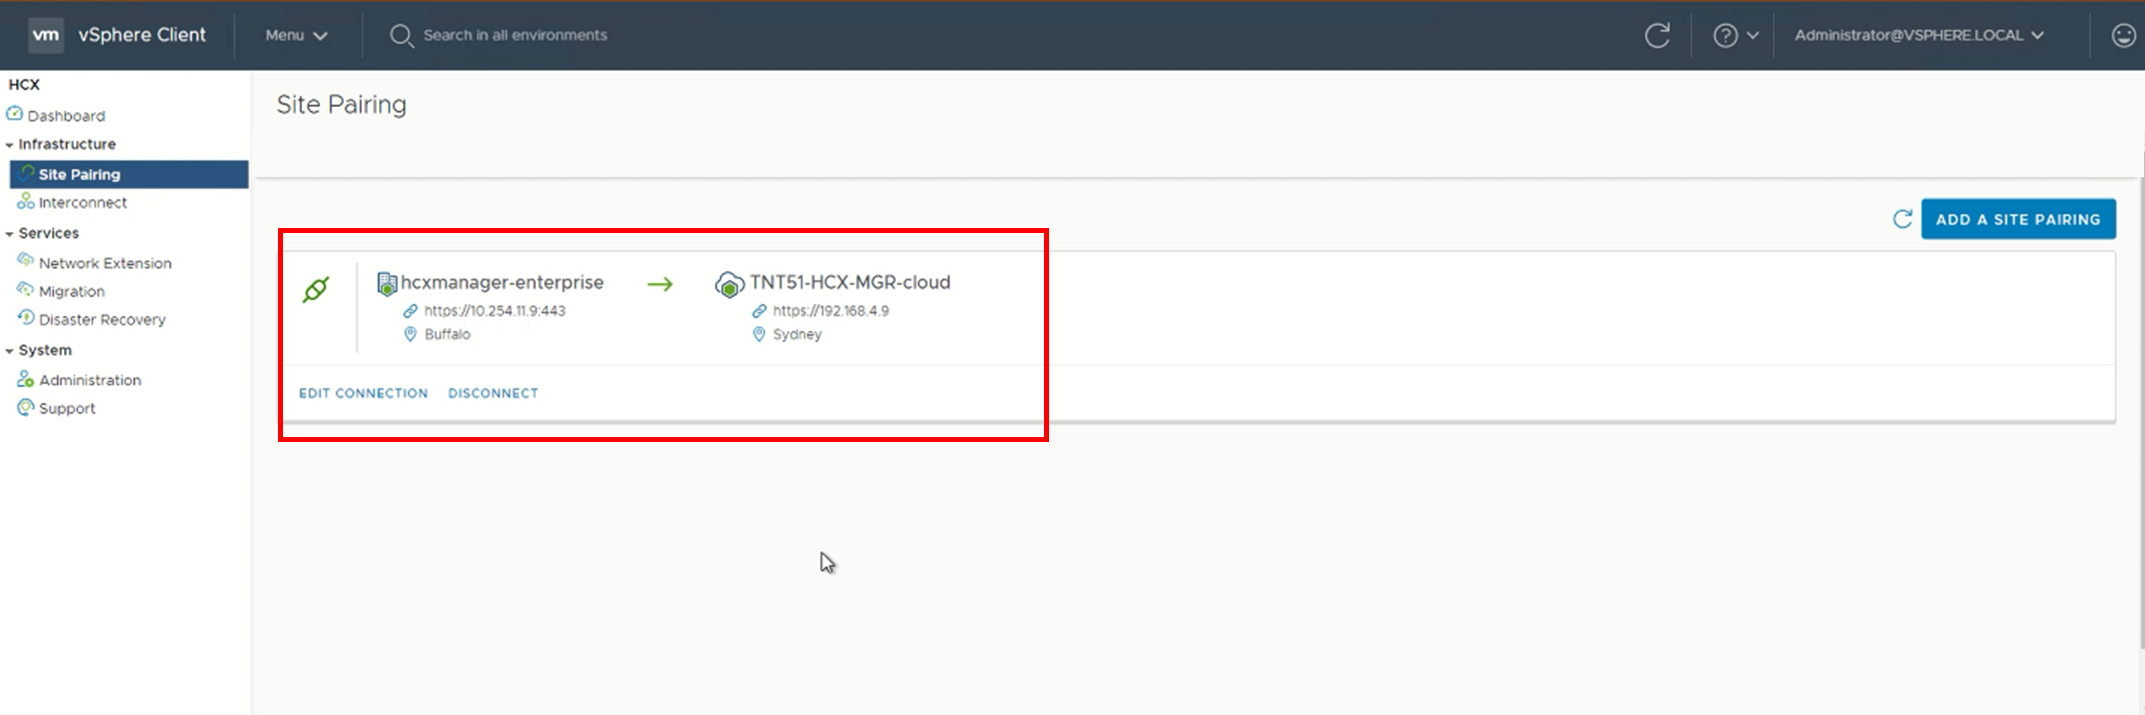 vm vSphere Client Menu Search in all environments Administrator@VSPHERE.LOCAL
HCX
Dashboard
Infrastructure
Site Pairing
Interconnect
Services
Network Extension
Migration
Disaster Recovery
System
Administration
Support
Site Pairing
ADD A SITE PAIRING
hcxmanager-enterprise
https://10.254.11.9:443
Buffalo
TNT51-HCX-MGR-cloud
https://192.168.4.9
Sydney
EDIT CONNECTION DISCONNECT